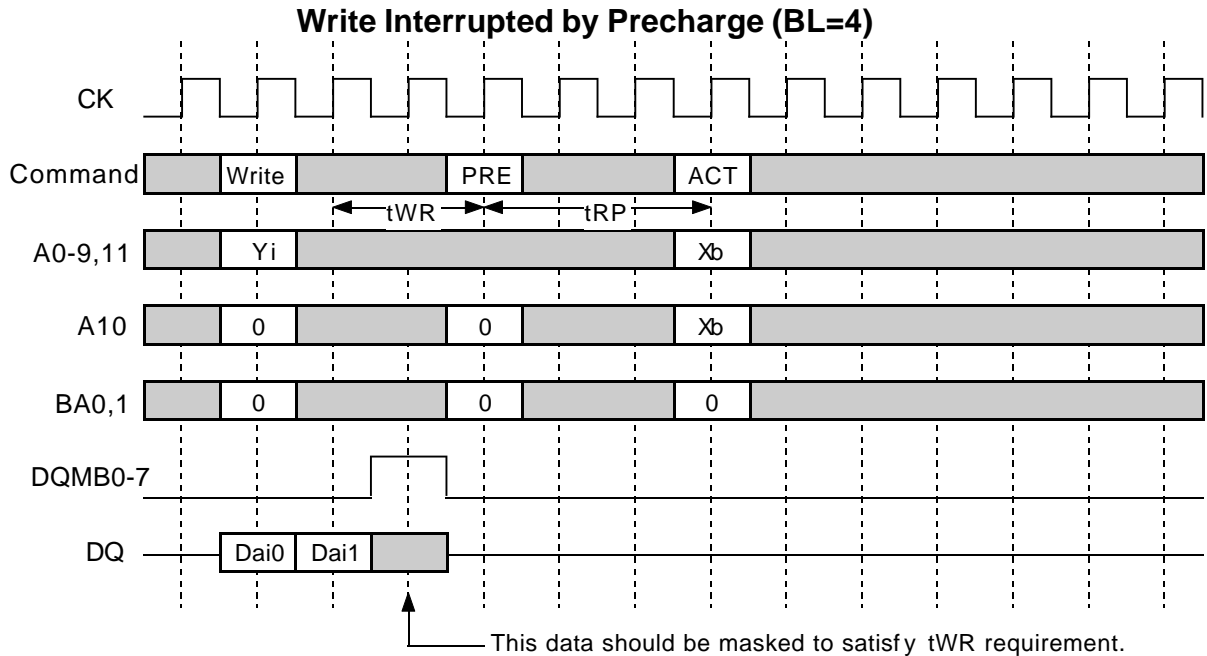 Write Interrupted by Precharge (BL=4)
CK
Command Write PRE ACT
tWR tRP
A0-9,11 Yi Xb
A10 0 0 Xb
BA0,1 0 0 0
DQMB0-7
DQ Dai0 Dai1
This data should be masked to satisfy tWR requirement.